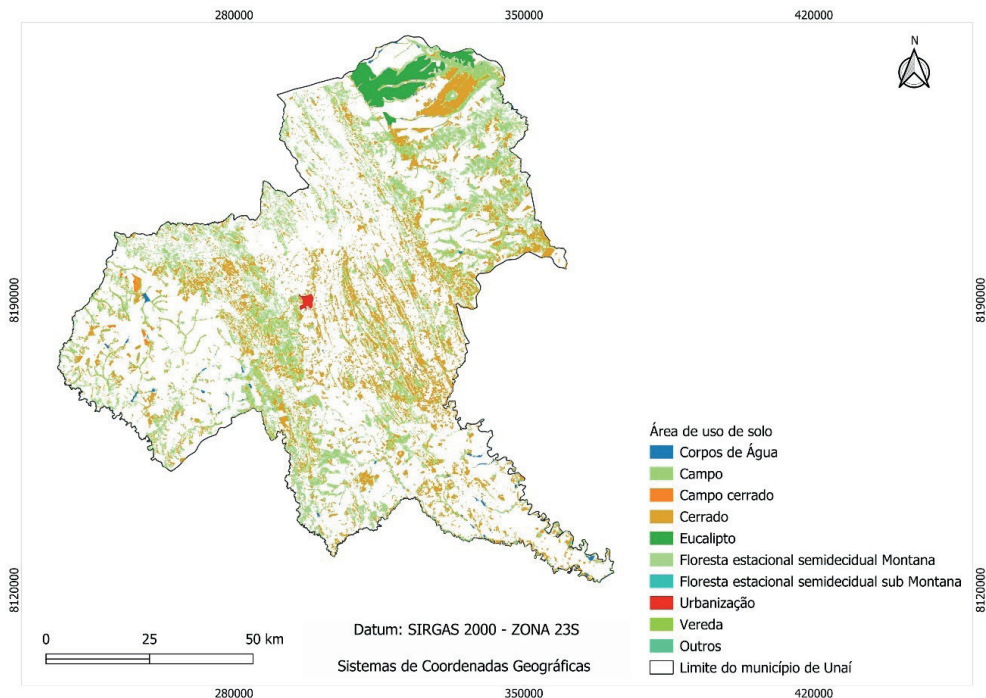 280000
350000
420000
N
8190000
8190000
Área de uso de solo
Corpos de Água
Campo
Campo cerrado
Cerrado
Eucalipto
Floresta estacional semidecidual Montana
Floresta estacional semidecidual sub Montana
Urbanização
Vereda
Outros
Limite do município de Unaí
8120000
8120000
0
25
50 km
Datum: SIRGAS 2000 - ZONA 23S
Sistemas de Coordenadas Geográficas
280000
350000
420000